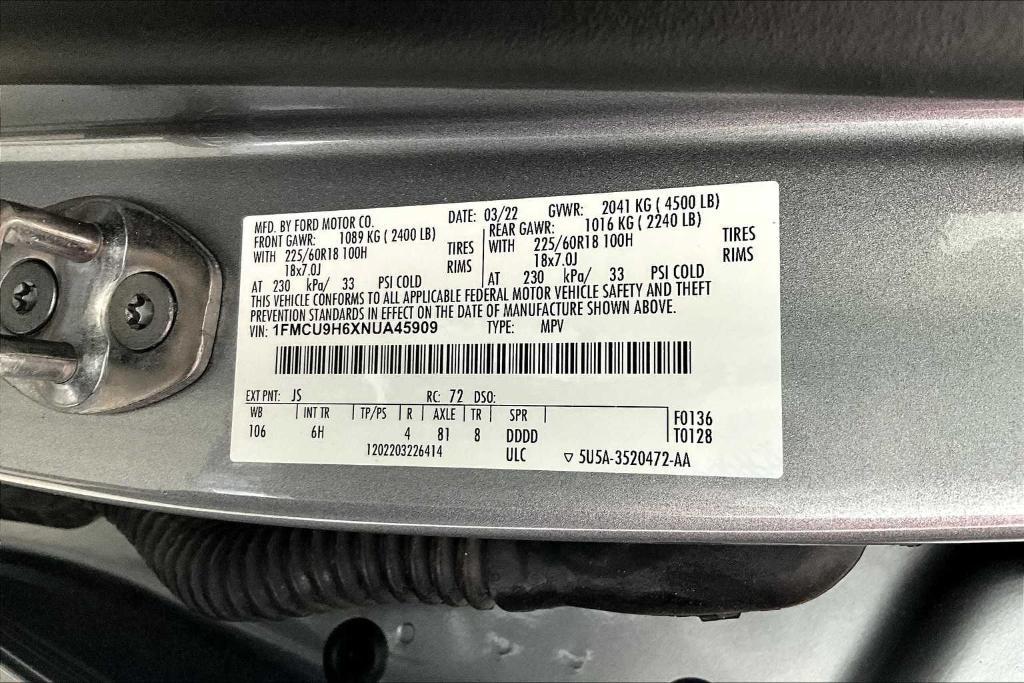 MFD. BY FORD MOTOR CO. DATE: 03/22 GVWR: 2041 KG ( 4500 LB)
FRONT GAWR: 1089 KG ( 2400 LB) REAR GAWR: 1016 KG ( 2240 LB)
WITH 225/60R18 100H TIRES WITH 225/60R18 100H TIRES
18x7.0J RIMS 18x7.0J RIMS
AT 230 kPa/ 33 PSI COLD AT 230 kPa/ 33 PSI COLD
THIS VEHICLE CONFORMS TO ALL APPLICABLE FEDERAL MOTOR VEHICLE SAFETY AND THEFT
PREVENTION STANDARDS IN EFFECT ON THE DATE OF MANUFACTURE SHOWN ABOVE.
VIN: 1FMCU9H6XNUA45909 TYPE: MPV
EXT PNT: JS RC: 72 DSO:
WB INT TR TP/PS R AXLE TR SPR F0136
106 6H 4 81 8 DDDD T0128
1202203226414 ULC ▽ 5U5A-3520472-AA